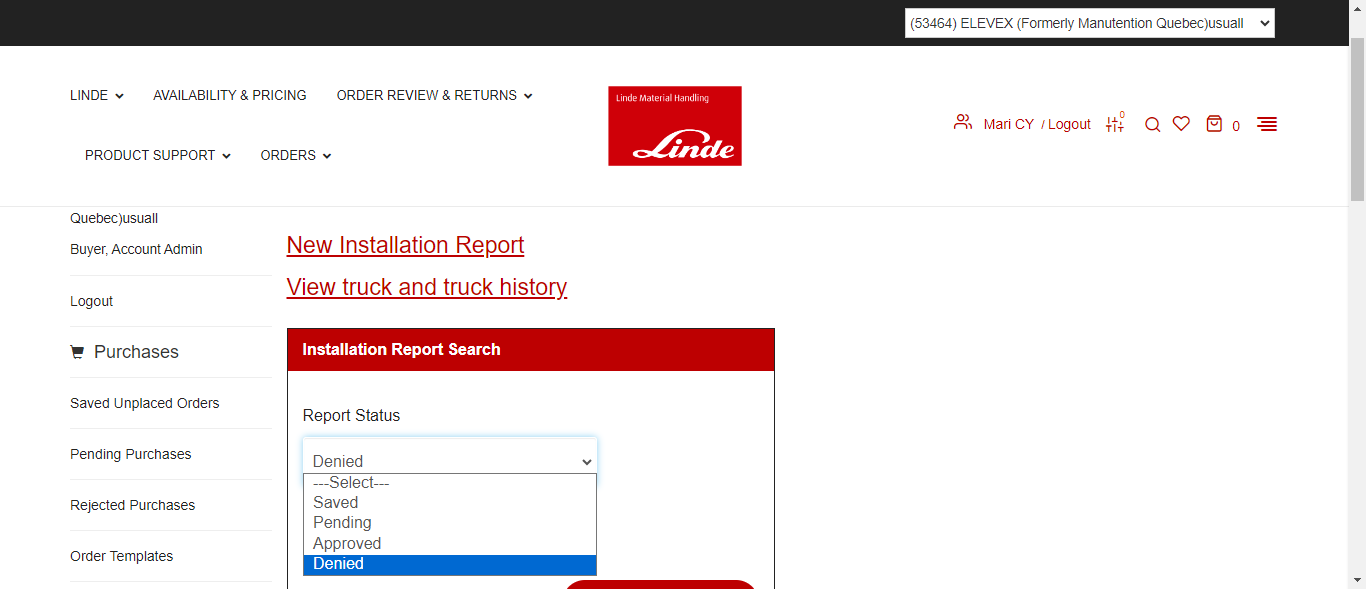 (53464) ELEVEX (Formerly Manutention Quebec)usuall
LINDE
AVAILABILITY & PRICING
ORDER REVIEW & RETURNS
PRODUCT SUPPORT
ORDERS
Linde Material Handling
Linde
Mari CY / Logout
0
0
Quebec)usuall
Buyer, Account Admin
Logout
Purchases
Saved Unplaced Orders
Pending Purchases
Rejected Purchases
Order Templates
New Installation Report
View truck and truck history
Installation Report Search
Report Status
Denied
---Select---
Saved
Pending
Approved
Denied